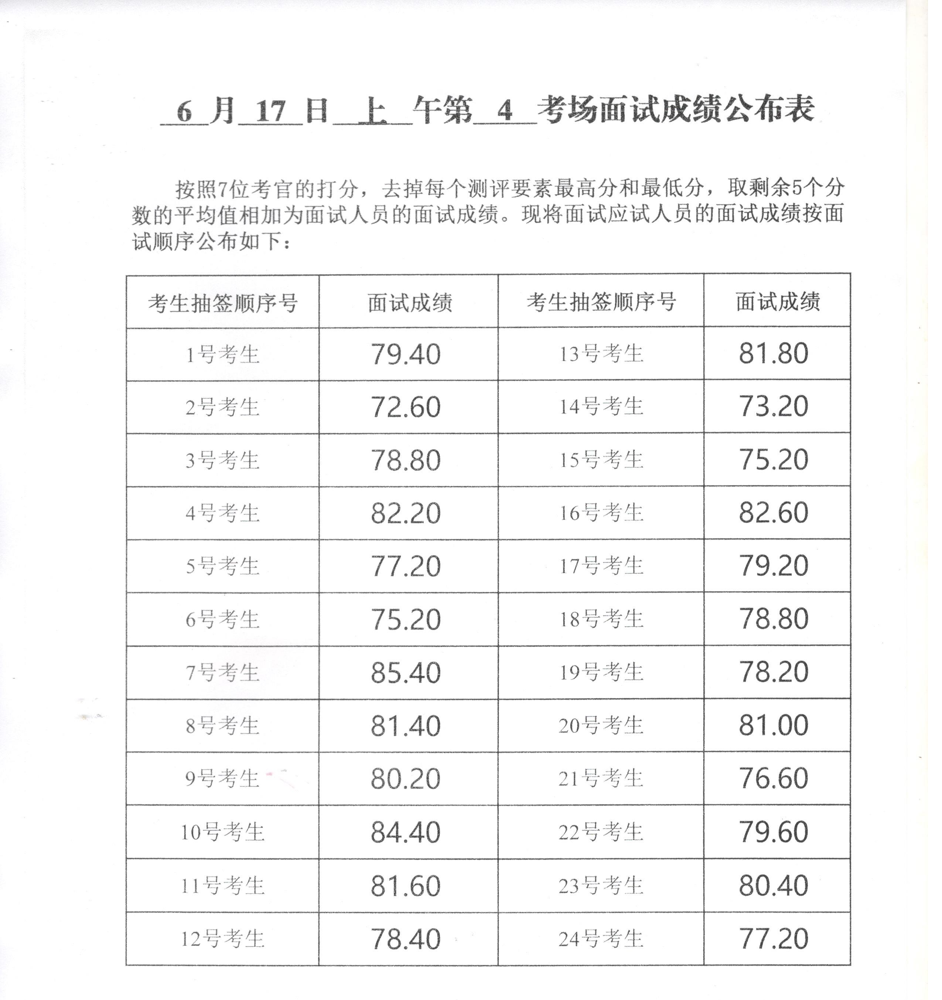 6 月 17 日 上 午第 4 考场面试成绩公布表
按照7位考官的打分，去掉每个测评要素最高分和最低分，取剩余5个分
数的平均值相加为面试人员的面试成绩。现将面试应试人员的面试成绩按面
试顺序公布如下：
考生抽签顺序号 面试成绩 考生抽签顺序号 面试成绩
1号考生 79.40 13号考生 81.80
2号考生 72.60 14号考生 73.20
3号考生 78.80 15号考生 75.20
4号考生 82.20 16号考生 82.60
5号考生 77.20 17号考生 79.20
6号考生 75.20 18号考生 78.80
7号考生 85.40 19号考生 78.20
8号考生 81.40 20号考生 81.00
9号考生 80.20 21号考生 76.60
10号考生 84.40 22号考生 79.60
11号考生 81.60 23号考生 80.40
12号考生 78.40 24号考生 77.20